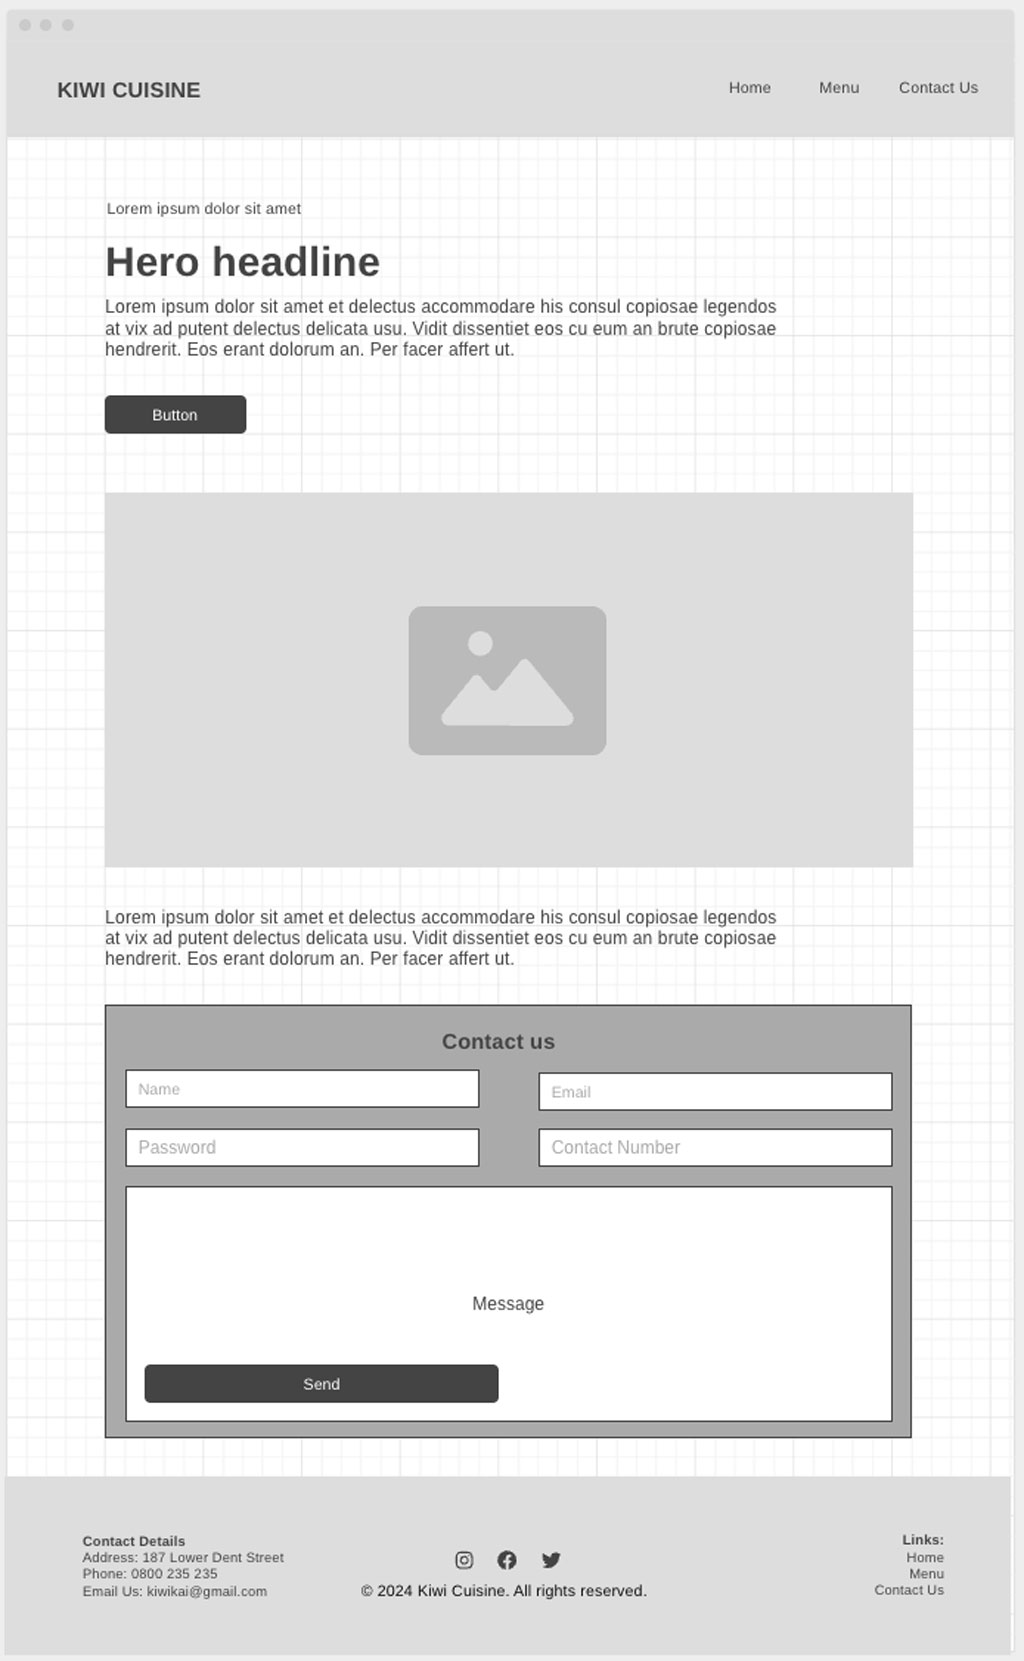 KIWI CUISINE
Home
Menu
Contact Us
Lorem ipsum dolor sit amet
Hero headline
Lorem ipsum dolor sit amet et delectus accommodare his consul copiosae legendos
at vix ad putent delectus delicata usu. Vidit dissentiet eos cu eum an brute copiosae
hendrerit. Eos erant dolorum an. Per facer affert ut.
Button
Lorem ipsum dolor sit amet et delectus accommodare his consul copiosae legendos
at vix ad putent delectus delicata usu. Vidit dissentiet eos cu eum an brute copiosae
hendrerit. Eos erant dolorum an. Per facer affert ut.
Contact us
Name
Email
Password
Contact Number
Message
Send
Contact Details
Address: 187 Lower Dent Street
Phone: 0800 235 235
Email Us: kiwikai@gmail.com
© 2024 Kiwi Cuisine. All rights reserved.
Links:
Home
Menu
Contact Us